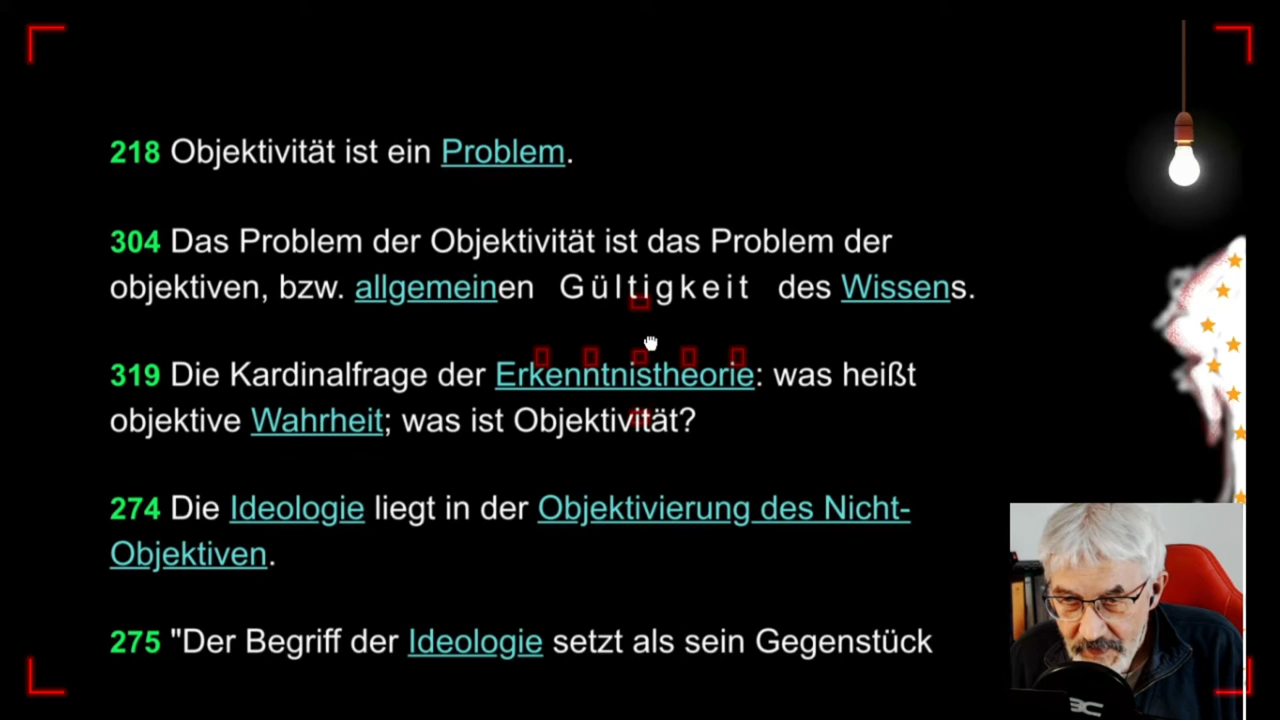 218 Objektivität ist ein Problem.
304 Das Problem der Objektivität ist das Problem der
objektiven, bzw. allgemeinen Gültigkeit des Wissens.
319 Die Kardinalfrage der Erkenntnistheorie: was heißt
objektive Wahrheit; was ist Objektivität?
274 Die Ideologie liegt in der Objektivierung des Nicht-
Objektiven.
275 "Der Begriff der Ideologie setzt als sein Gegenstück